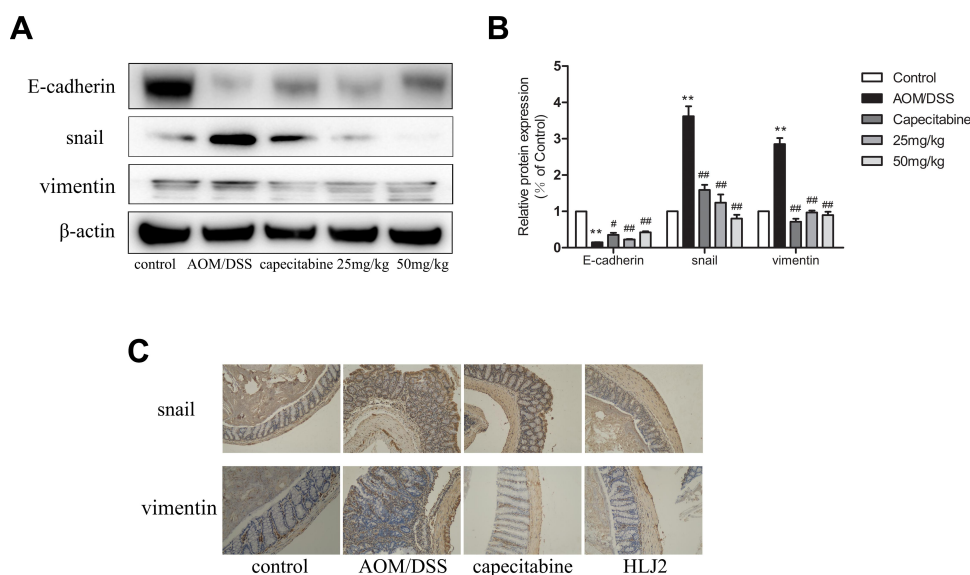 A
E-cadherin
snail
vimentin
β-actin
control AOM/DSS capecitabine 25mg/kg 50mg/kg
B
Relative protein expression
(% of Control)
5
4
3
2
1
0
**
#
##
##
**
##
##
##
**
##
##
##
E-cadherin snail vimentin
Control
AOM/DSS
Capecitabine
25mg/kg
50mg/kg
C
snail
vimentin
control AOM/DSS capecitabine HLJ2